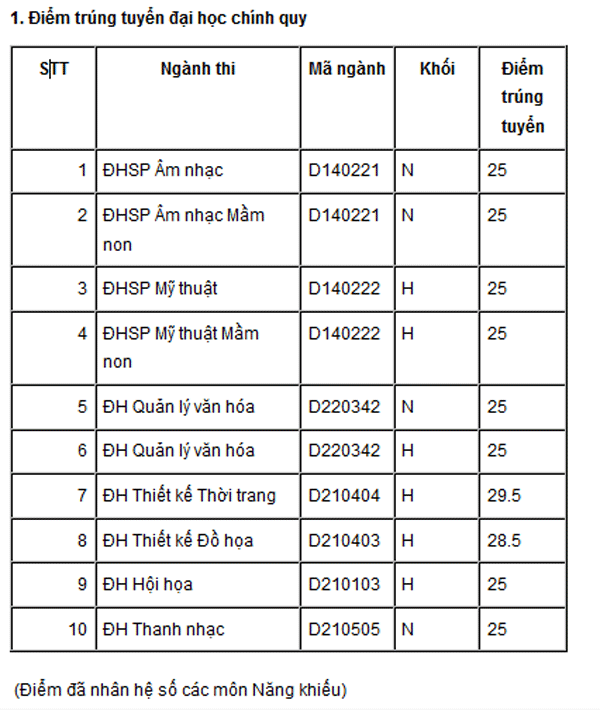 1. Điểm trúng tuyển đại học chính quy
STT Ngành thi Mã ngành Khối Điểm
trúng
tuyển
1 ĐHSP Âm nhạc D140221 N 25
2 ĐHSP Âm nhạc Mầm D140221 N 25
non
3 ĐHSP Mỹ thuật D140222 H 25
4 ĐHSP Mỹ thuật Mầm D140222 H 25
non
5 ĐH Quản lý văn hóa D220342 N 25
6 ĐH Quản lý văn hóa D220342 H 25
7 ĐH Thiết kế Thời trang D210404 H 29.5
8 ĐH Thiết kế Đồ họa D210403 H 28.5
9 ĐH Hội họa D210103 H 25
10 ĐH Thanh nhạc D210505 N 25
(Điểm đã nhân hệ số các môn Năng khiếu)